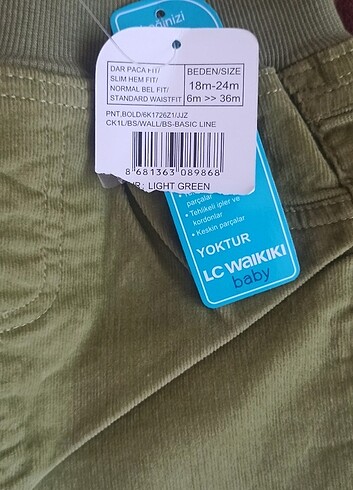 ğinizi
DAR PAÇA FIT/
SLIM HEM FIT/
NORMAL BEL FIT/
STANDARD WAISTFIT
BEDEN/SIZE
18m-24m
6m >> 36m
PNT,BOLD/6K1726Z1/JJZ
CK1L/BS/WALL/BS-BASIC LINE
8 681363 089868
LIGHT GREEN
parçalar
• Tehlikeli ipler ve
kordonlar
• Keskin parçalar
YOKTUR
LC WAIKIKI
baby